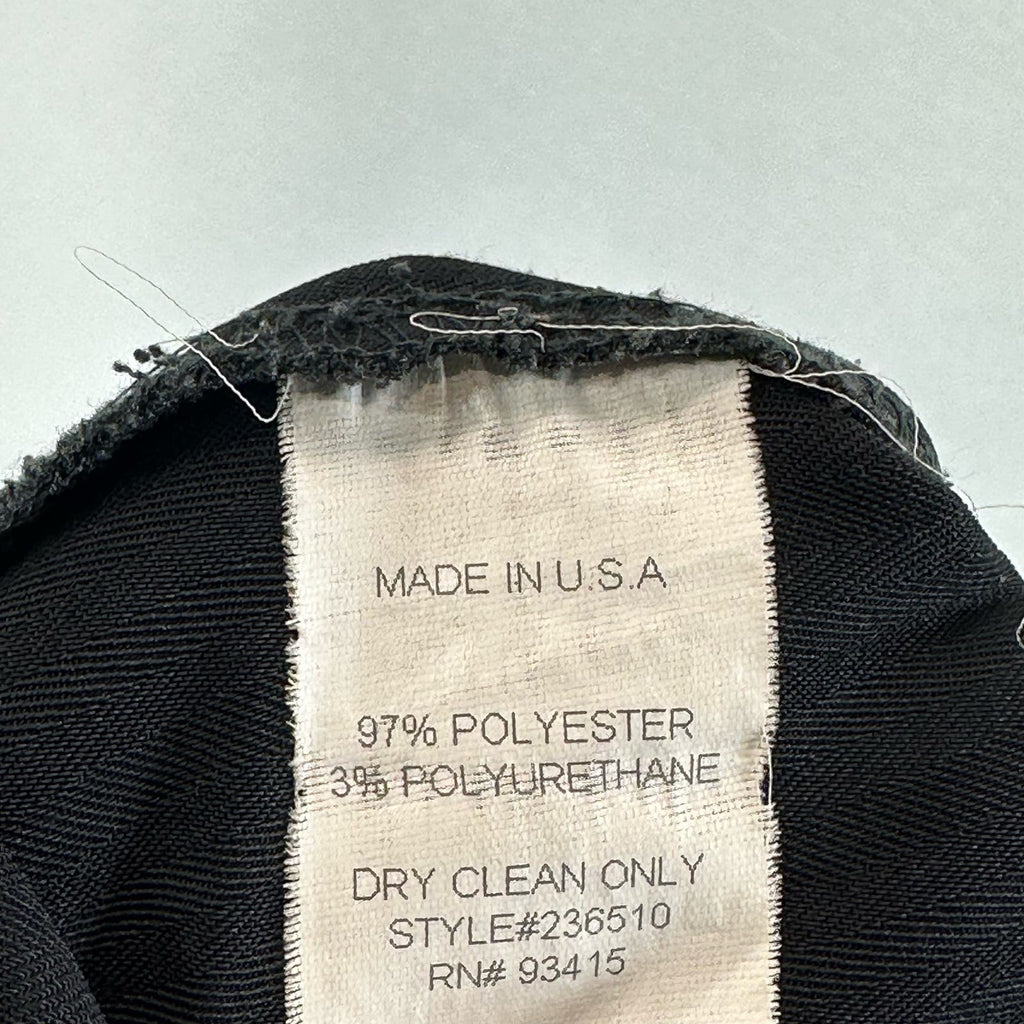 MADE IN U.S.A
97% POLYESTER
3% POLYURETHANE
DRY CLEAN ONLY
STYLE#236510
RN# 93415